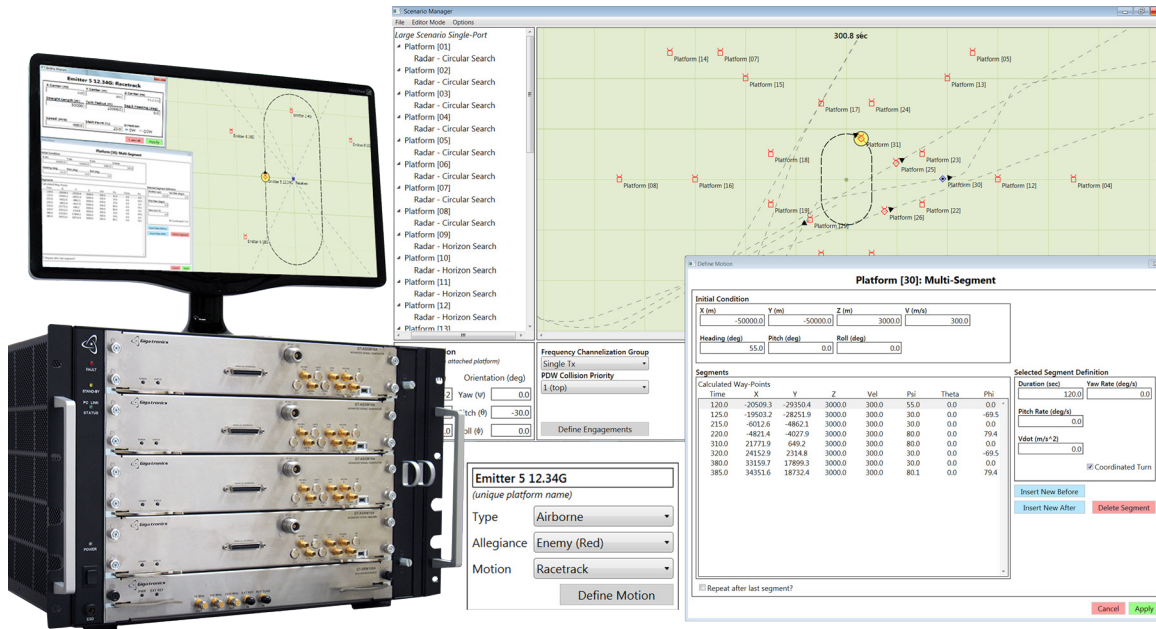 Scenario Manager
File Editor Mode Options
Large Scenario Single-Port
Platform [01]
Radar - Circular Search
Platform [02]
Radar - Circular Search
Platform [03]
Radar - Circular Search
Platform [04]
Radar - Circular Search
Platform [05]
Radar - Circular Search
Platform [06]
Radar - Circular Search
Platform [07]
Radar - Circular Search
Platform [08]
Radar - Circular Search
Platform [09]
Radar - Horizon Search
Platform [10]
Radar - Horizon Search
Platform [11]
Radar - Horizon Search
Platform [12]
Radar - Horizon Search
Platform [13]
300.8 sec
Platform [14]
Platform [07]
Platform [05]
Platform [15]
Platform [13]
Platform [17]
Platform [24]
Platform [31]
Platform [18]
Platform [23]
Platform [25]
Platform [08]
Platform [16]
Platform [30]
Platform [12]
Platform [04]
Platform [19]
Platform [22]
Platform [26]
Orientation (deg)
Yaw (Ψ) 0.0
-30.0
0.0
Frequency Channelization Group
Single Tx
PDW Collision Priority
1 (top)
Define Engagements
Emitter 5 12.34G
(unique platform name)
Type Airborne
Allegiance Enemy (Red)
Motion Racetrack
Define Motion
Define Motion
Platform [30]: Multi-Segment
Initial Condition
X (m) Y (m) Z (m) V (m/s)
-50000.0 -50000.0 3000.0 300.0
Heading (deg) Pitch (deg) Roll (deg)
55.0 0.0 0.0
Segments
Calculated Way-Points
Time X Y Z Vel Psi Theta Phi
120.0 -20509.3 -29350.4 3000.0 300.0 55.0 0.0 0.0
125.0 -19503.2 -28251.9 3000.0 300.0 30.0 0.0 -69.5
215.0 -6012.6 -4862.1 3000.0 300.0 30.0 0.0 0.0
220.0 -4821.4 -4027.9 3000.0 300.0 80.0 0.0 79.4
310.0 21771.9 649.2 3000.0 300.0 80.0 0.0 0.0
320.0 24152.9 2314.8 3000.0 300.0 30.0 0.0 -69.5
380.0 33159.7 17899.3 3000.0 300.0 30.0 0.0 0.0
385.0 34351.6 18732.4 3000.0 300.0 80.1 0.0 79.4
Selected Segment Definition
Duration (sec) Yaw Rate (deg/s)
120.0 0.0
Pitch Rate (deg/s)
0.0
Vdot (m/s^2)
0.0
Coordinated Turn
Insert New Before
Insert New After Delete Segment
Repeat after last segment?
Cancel Apply
Emitter 5 12.34G: Racetrack
Platform [30]: Multi-Segment
Gigatronics
FAULT
STAND-BY
STATUS
Gigatronics
Gigatronics
Gigatronics
POWER
Gigatronics
ESD